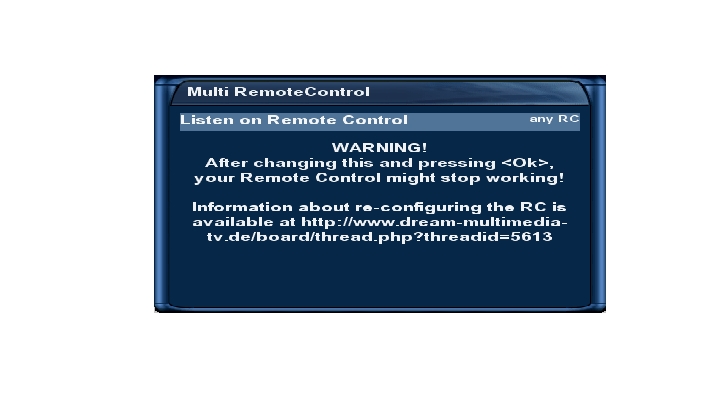 Multi RemoteControl
Listen on Remote Control any RC
WARNING!
After changing this and pressing <Ok>,
your Remote Control might stop working!
Information about re-configuring the RC is
available at http://www.dream-multimedia-
tv.de/board/thread.php?threadid=5613